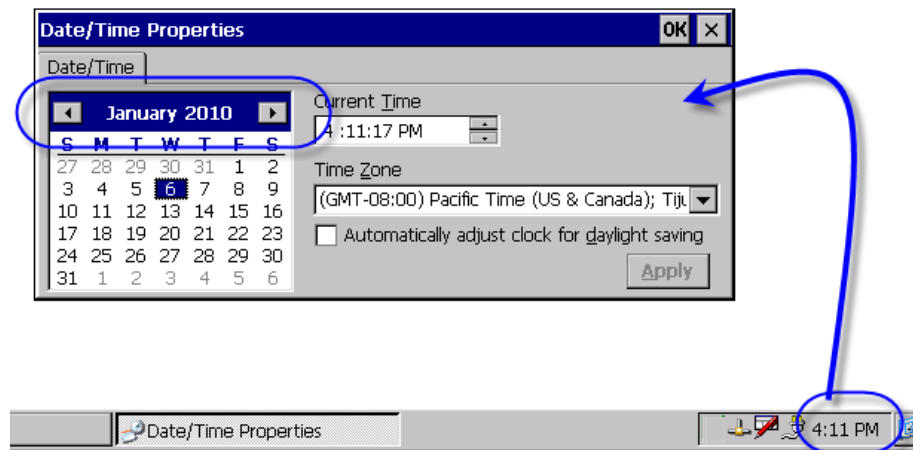 Date/Time Properties OK
Date/Time
January 2010
S M T W T F S
27 28 29 30 31 1 2
3 4 5 6 7 8 9
10 11 12 13 14 15 16
17 18 19 20 21 22 23
24 25 26 27 28 29 30
31 1 2 3 4 5 6
Current Time
4 :11:17 PM
Time Zone
(GMT-08:00) Pacific Time (US & Canada); Tiju
Automatically adjust clock for daylight saving
Apply
Date/Time Properties
4:11 PM